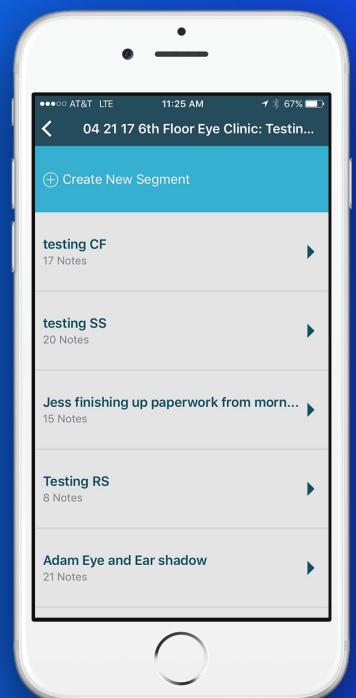 AT&T LTE 11:25 AM 67%
04 21 17 6th Floor Eye Clinic: Testin...
Create New Segment
testing CF
17 Notes
testing SS
20 Notes
Jess finishing up paperwork from morn...
15 Notes
Testing RS
8 Notes
Adam Eye and Ear shadow
21 Notes